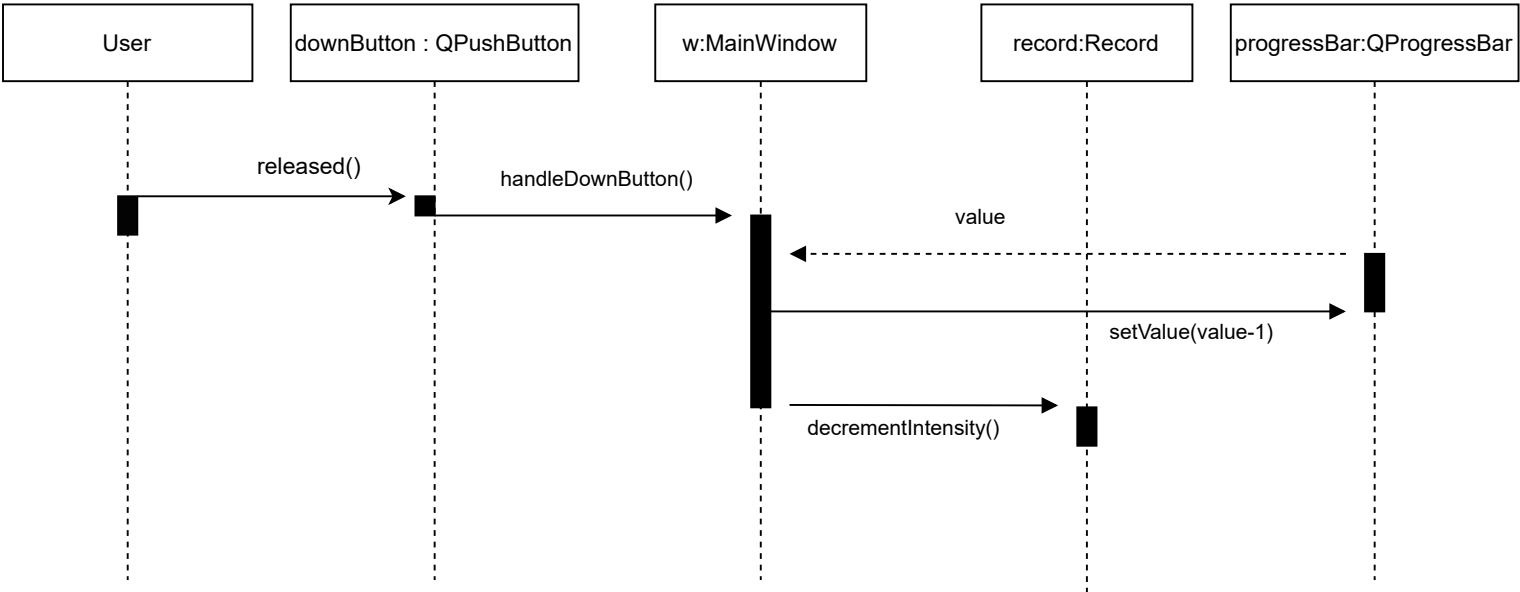 User
downButton : QPushButton
w:MainWindow
record:Record
progressBar:QProgressBar
released()
handleDownButton()
value
setValue(value-1)
decrementIntensity()